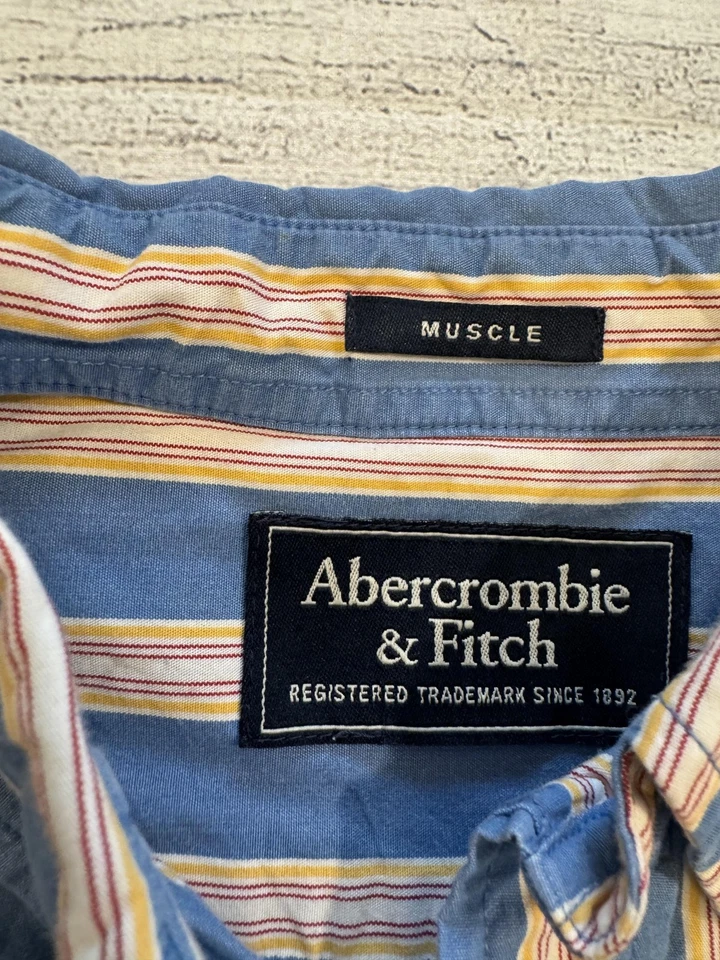 MUSCLE
Abercrombie
& Fitch
REGISTERED TRADEMARK SINCE 1892